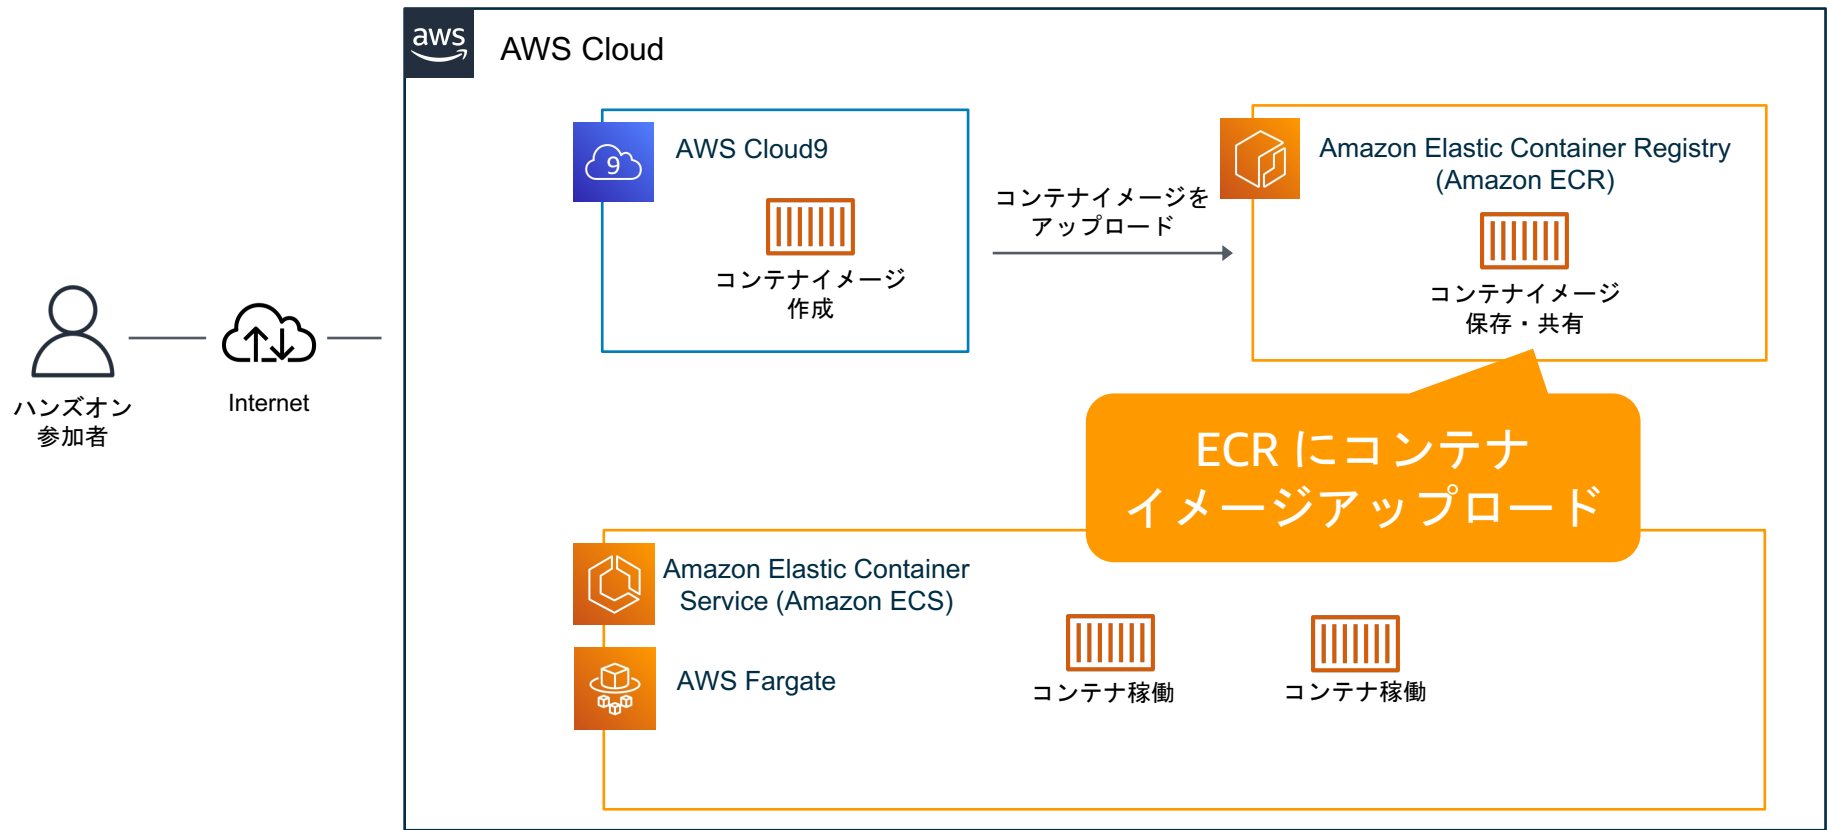 aws
AWS Cloud
AWS Cloud9
9
コンテナイメージ
作成
コンテナイメージを
アップロード
Amazon Elastic Container Registry
(Amazon ECR)
コンテナイメージ
保存・共有
ハンズオン
参加者
Internet
ECR にコンテナ
イメージアップロード
Amazon Elastic Container
Service (Amazon ECS)
AWS Fargate
コンテナ稼働
コンテナ稼働